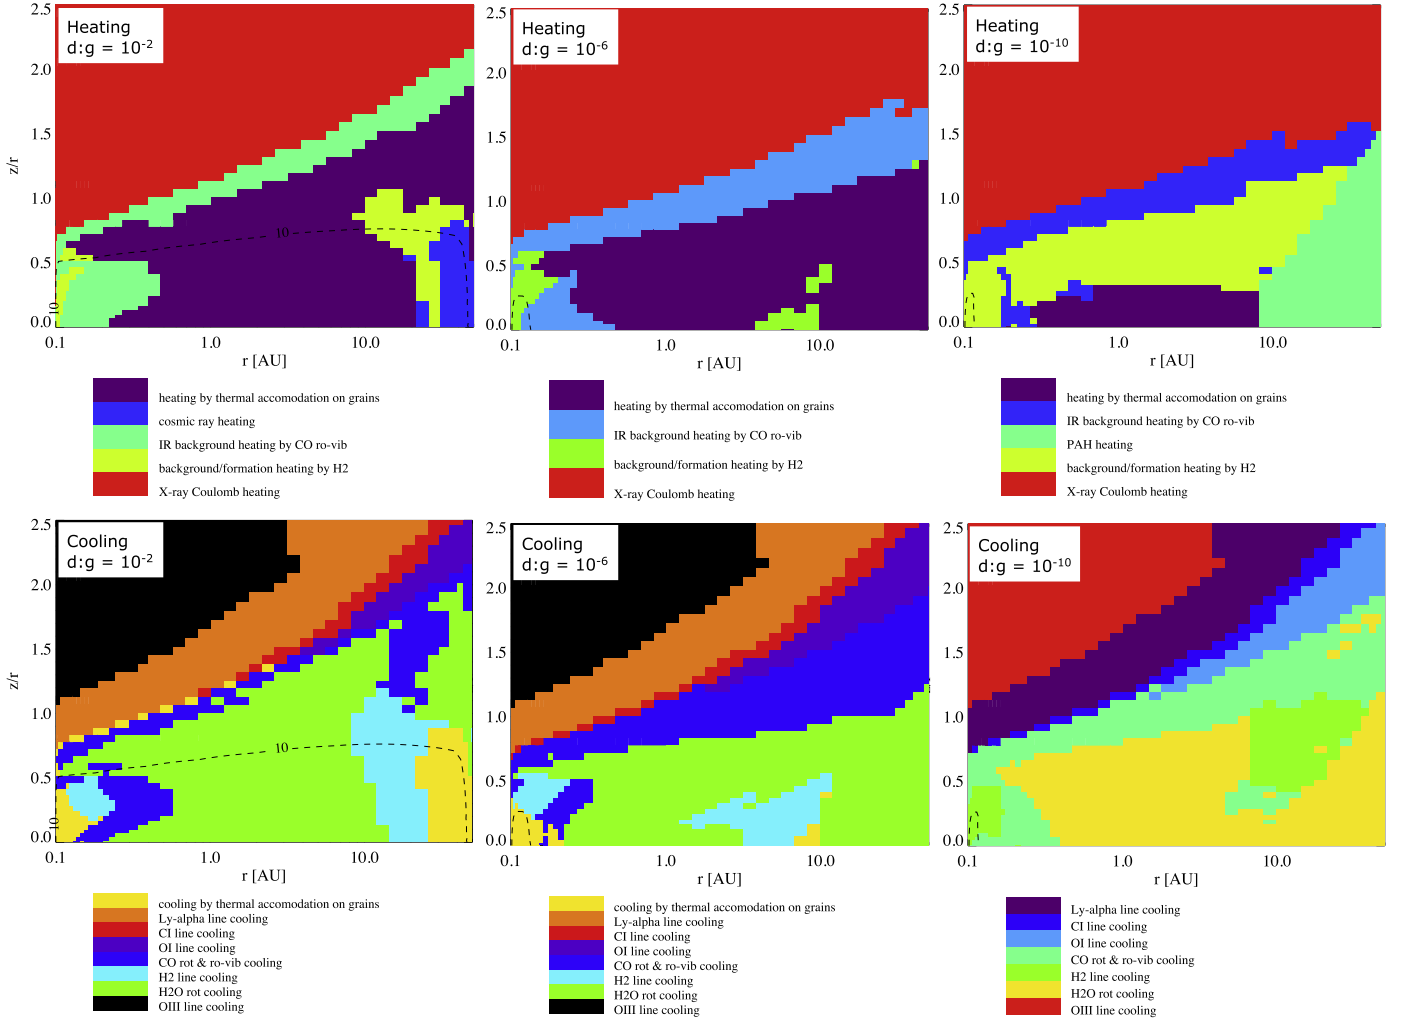 Heating
d:g = 10-2
2.5
2.0
1.5
1.0
0.5
0.0
z/r
10
10
0.1
1.0
10.0
r [AU]
heating by thermal accomodation on grains
cosmic ray heating
IR background heating by CO ro-vib
background/formation heating by H2
X-ray Coulomb heating
Heating
d:g = 10-6
2.5
2.0
1.5
1.0
0.5
0.0
0.1
1.0
10.0
r [AU]
heating by thermal accomodation on grains
IR background heating by CO ro-vib
background/formation heating by H2
X-ray Coulomb heating
Heating
d:g = 10-10
2.5
2.0
1.5
1.0
0.5
0.0
0.1
1.0
10.0
r [AU]
heating by thermal accomodation on grains
IR background heating by CO ro-vib
PAH heating
background/formation heating by H2
X-ray Coulomb heating
Cooling
d:g = 10-2
2.5
2.0
1.5
1.0
0.5
0.0
z/r
10
10
0.1
1.0
10.0
r [AU]
cooling by thermal accomodation on grains
Ly-alpha line cooling
CI line cooling
OI line cooling
CO rot & ro-vib cooling
H2 line cooling
H2O rot cooling
OIII line cooling
Cooling
d:g = 10-6
2.5
2.0
1.5
1.0
0.5
0.0
0.1
1.0
10.0
r [AU]
cooling by thermal accomodation on grains
Ly-alpha line cooling
CI line cooling
OI line cooling
CO rot & ro-vib cooling
H2 line cooling
H2O rot cooling
OIII line cooling
Cooling
d:g = 10-10
2.5
2.0
1.5
1.0
0.5
0.0
0.1
1.0
10.0
r [AU]
Ly-alpha line cooling
CI line cooling
OI line cooling
CO rot & ro-vib cooling
H2 line cooling
H2O rot cooling
OIII line cooling